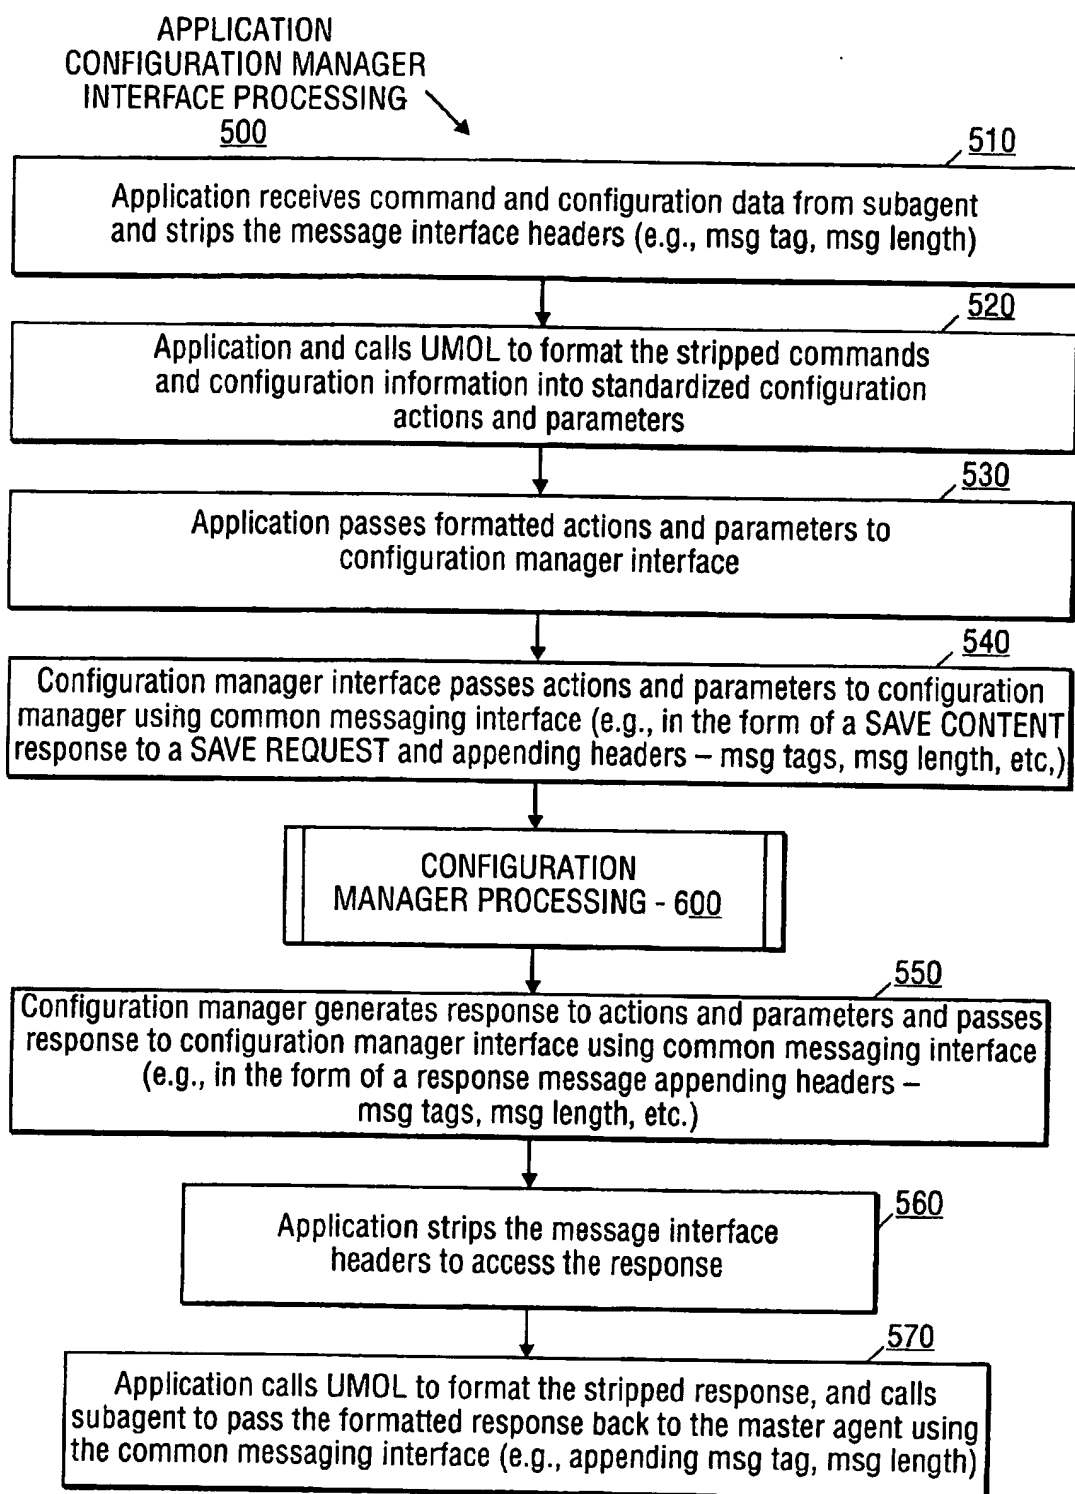 APPLICATION
CONFIGURATION MANAGER
INTERFACE PROCESSING
500
510
Application receives command and configuration data from subagent
and strips the message interface headers (e.g., msg tag, msg length)
520
Application and calls UMOL to format the stripped commands
and configuration information into standardized configuration
actions and parameters
530
Application passes formatted actions and parameters to
configuration manager interface
540
Configuration manager interface passes actions and parameters to configuration
manager using common messaging interface (e.g., in the form of a SAVE CONTENT
response to a SAVE REQUEST and appending headers – msg tags, msg length, etc,)
CONFIGURATION
MANAGER PROCESSING - 600
550
Configuration manager generates response to actions and parameters and passes
response to configuration manager interface using common messaging interface
(e.g., in the form of a response message appending headers –
msg tags, msg length, etc.)
560
Application strips the message interface
headers to access the response
570
Application calls UMOL to format the stripped response, and calls
subagent to pass the formatted response back to the master agent using
the common messaging interface (e.g., appending msg tag, msg length)